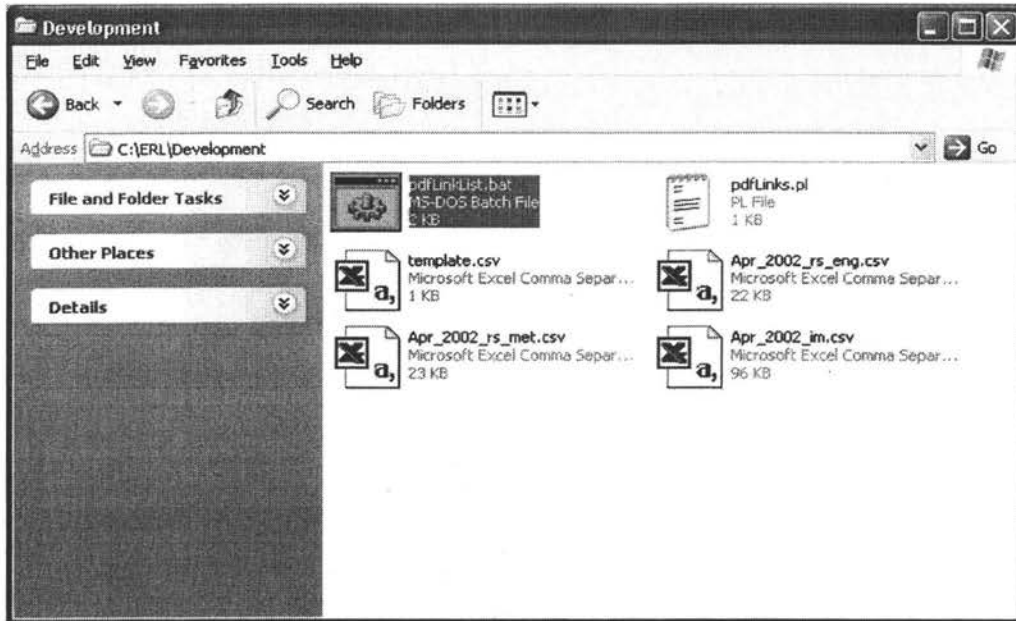 Development
File Edit View Favorites Tools Help
Back Search Folders
Address C:\ERL\Development Go
File and Folder Tasks
Other Places
Details
pdfLinkList.bat
MS-DOS Batch File
2 KB
pdfLinks.pl
PL File
1 KB
template.csv
Microsoft Excel Comma Separ...
1 KB
Apr_2002_rs_eng.csv
Microsoft Excel Comma Separ...
22 KB
Apr_2002_rs_met.csv
Microsoft Excel Comma Separ...
23 KB
Apr_2002_im.csv
Microsoft Excel Comma Separ...
96 KB